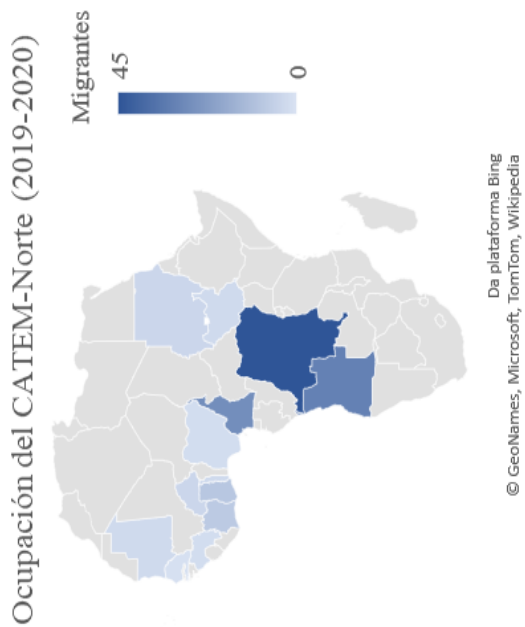 Ocupación del CATEM-Norte (2019-2020)
Migrantes
45
0
Da plataforma Bing
© GeoNames, Microsoft, TomTom, Wikipedia